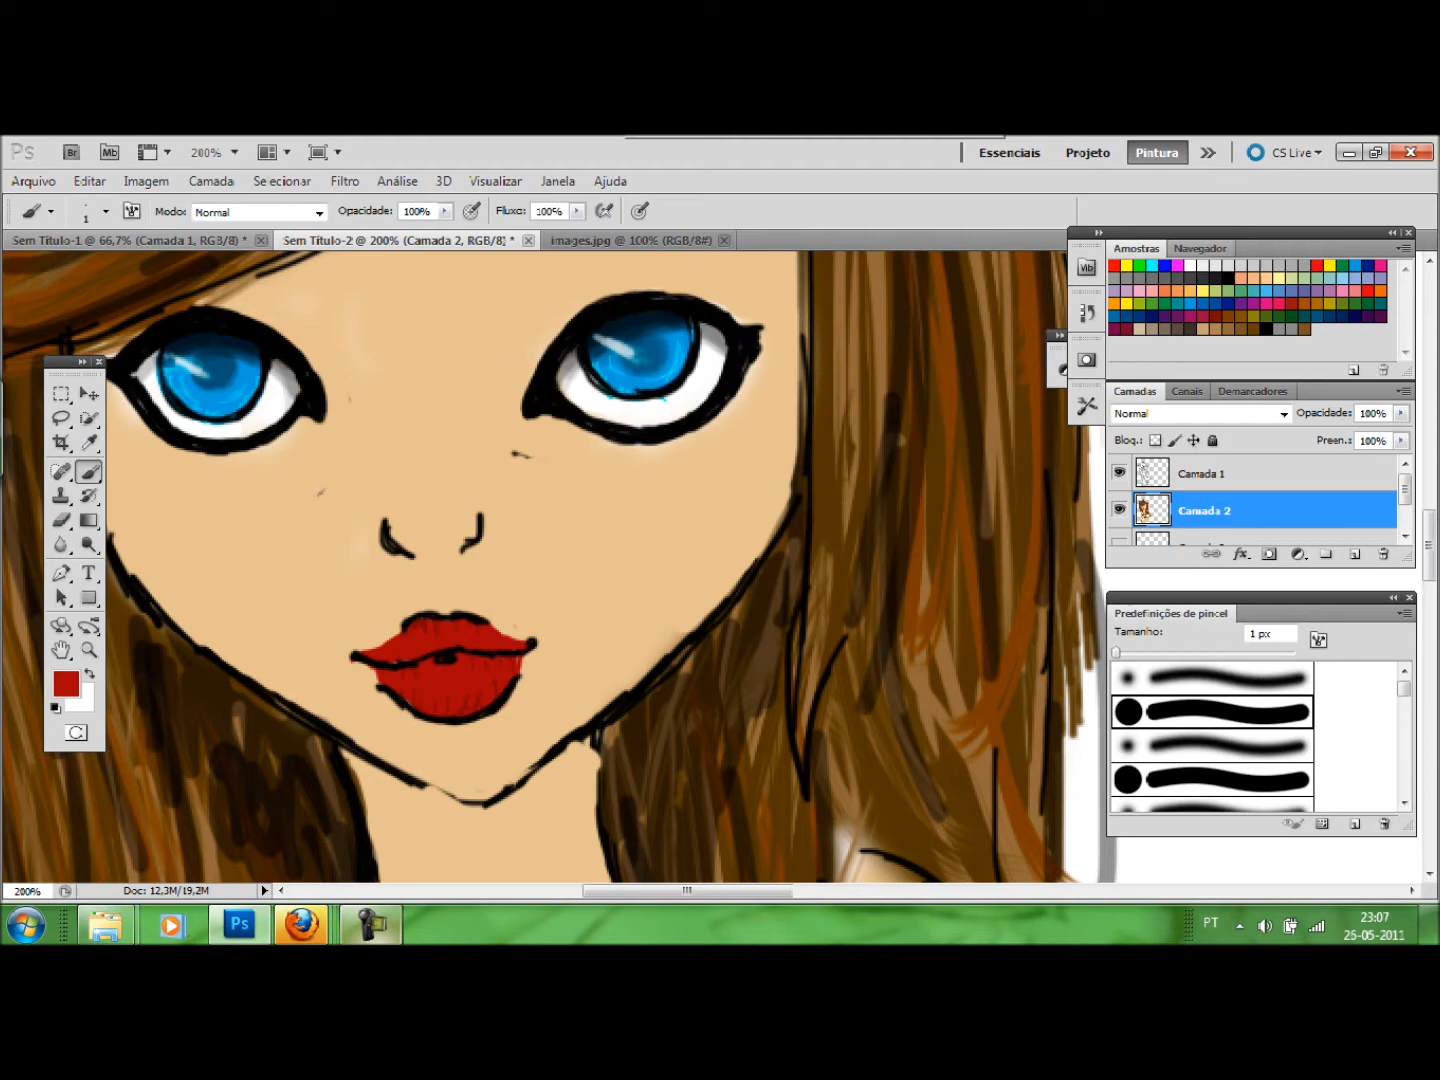 Ps Br Mb 200% Essenciais Projeto Pintura CS Live
Arquivo Editar Imagem Camada Selecionar Filtro Análise 3D Visualizar Janela Ajuda
1 Modo: Normal Opacidade: 100% Fluxo: 100%
Sem Título-1 @ 66,7% (Camada 1, RGB/8) * Sem Título-2 @ 200% (Camada 2, RGB/8) * images.jpg @ 100% (RGB/8#)
Amostras Navegador
Mb
Camadas Canais Demarcadores
Normal Opacidade: 100%
Bloq.: Preen.: 100%
Camada 1
Camada 2
fx.
Predefinições de pincel
Tamanho: 1 px
T
200% Doc: 12,3M/19,2M
Ps PT 23:07
25-05-2011